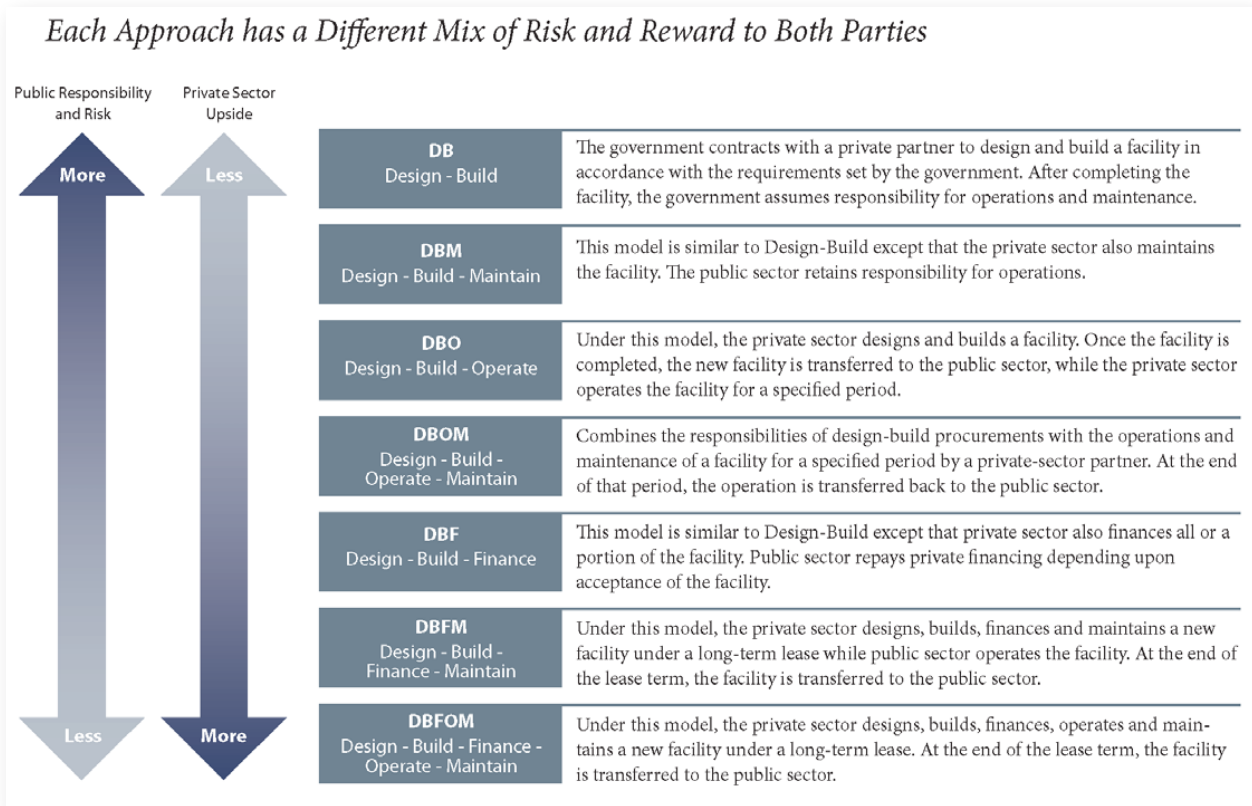 Each Approach has a Different Mix of Risk and Reward to Both Parties
Public Responsibility
and Risk
Private Sector
Upside
More
Less
Less
More
DB
Design - Build
The government contracts with a private partner to design and build a facility in
accordance with the requirements set by the government. After completing the
facility, the government assumes responsibility for operations and maintenance.
DBM
Design - Build - Maintain
This model is similar to Design-Build except that the private sector also maintains
the facility. The public sector retains responsibility for operations.
DBO
Design - Build - Operate
Under this model, the private sector designs and builds a facility. Once the facility is
completed, the new facility is transferred to the public sector, while the private sector
operates the facility for a specified period.
DBOM
Design - Build -
Operate - Maintain
Combines the responsibilities of design-build procurements with the operations and
maintenance of a facility for a specified period by a private-sector partner. At the end
of that period, the operation is transferred back to the public sector.
DBF
Design - Build - Finance
This model is similar to Design-Build except that private sector also finances all or a
portion of the facility. Public sector repays private financing depending upon
acceptance of the facility.
DBFM
Design - Build -
Finance - Maintain
Under this model, the private sector designs, builds, finances and maintains a new
facility under a long-term lease while public sector operates the facility. At the end of
the lease term, the facility is transferred to the public sector.
DBFOM
Design - Build - Finance -
Operate - Maintain
Under this model, the private sector designs, builds, finances, operates and main-
tains a new facility under a long-term lease. At the end of the lease term, the facility
is transferred to the public sector.